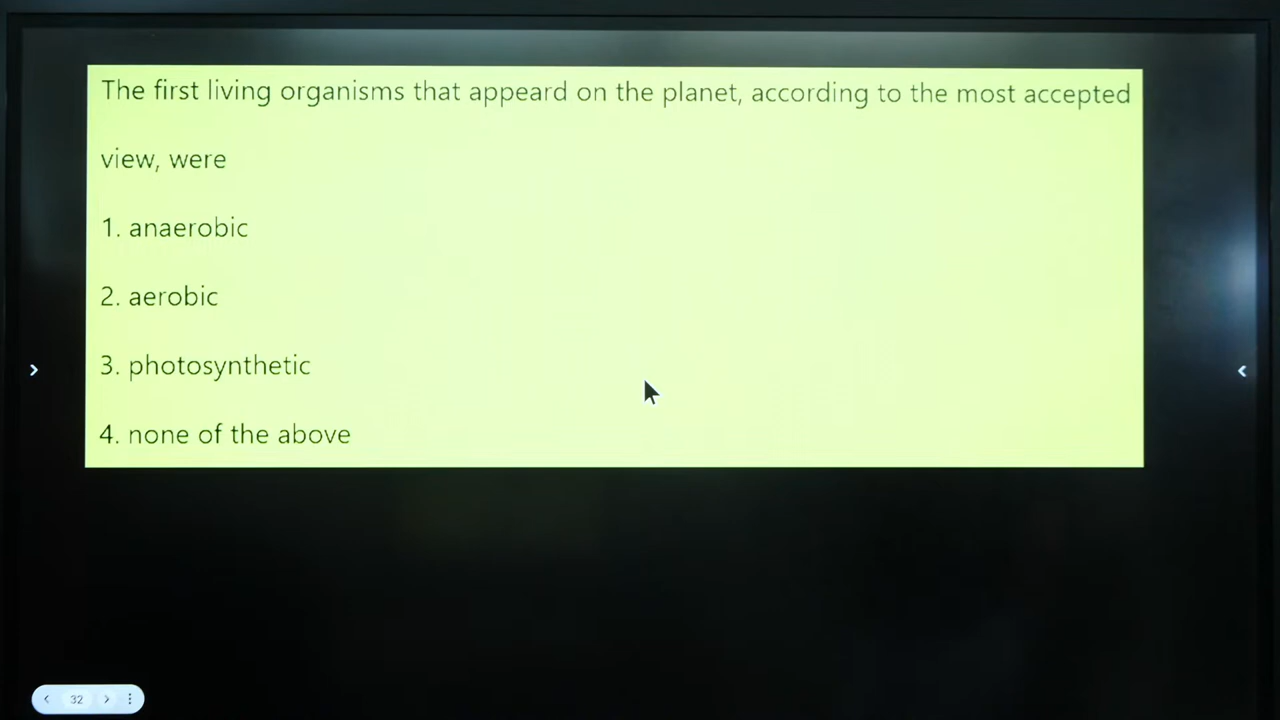 The first living organisms that appeard on the planet, according to the most accepted
view, were
1. anaerobic
2. aerobic
3. photosynthetic
4. none of the above
32